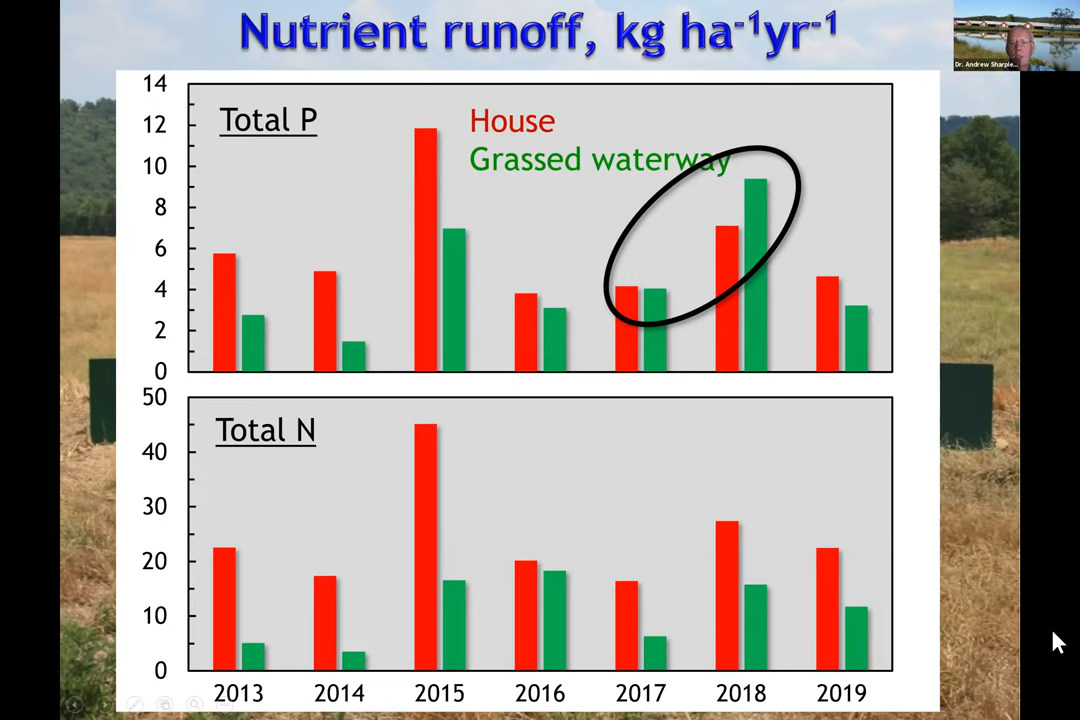 Nutrient runoff, kg ha⁻¹yr⁻¹
Dr. Andrew Sharple...
14
12
10
8
6
4
2
0
Total P
House
Grassed waterway
50
40
30
20
10
0
Total N
2013 2014 2015 2016 2017 2018 2019